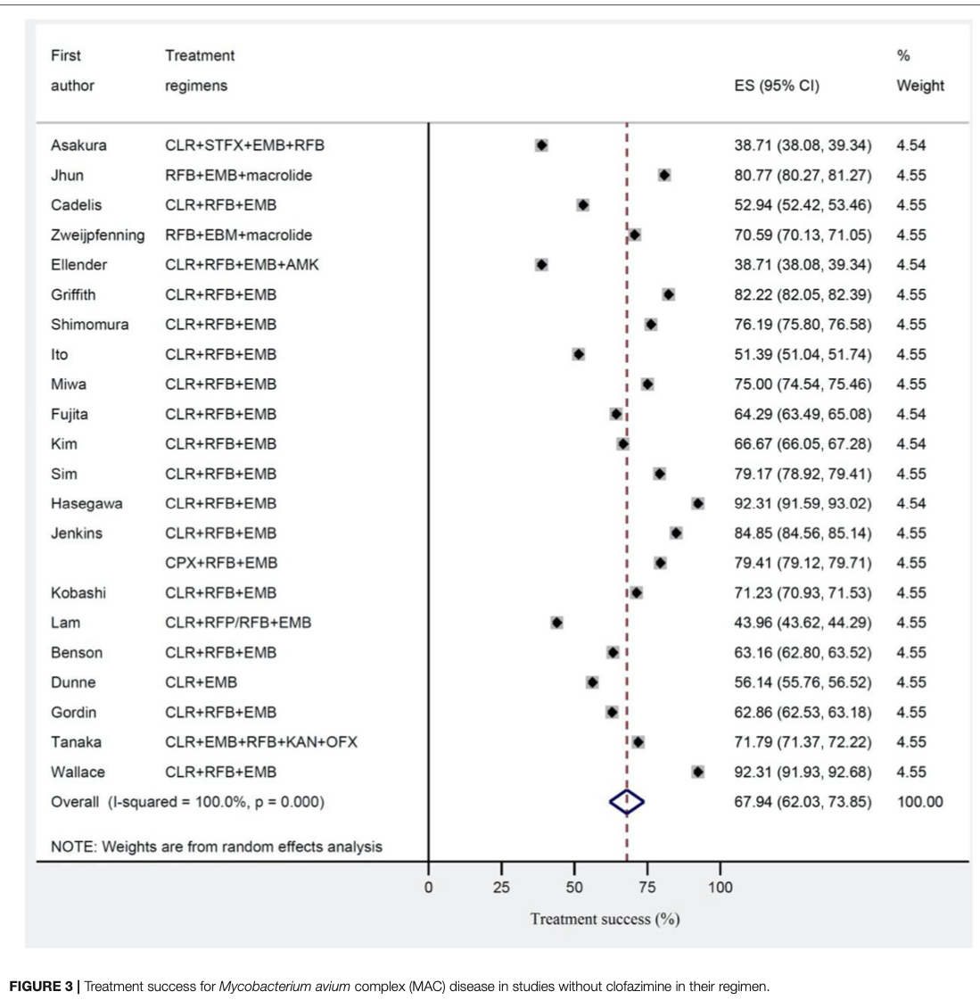 First Treatment %
author regimens ES (95% CI) Weight
Asakura CLR+STFX+EMB+RFB 38.71 (38.08, 39.34) 4.54
Jhun RFB+EMB+macrolide 80.77 (80.27, 81.27) 4.55
Cadelis CLR+RFB+EMB 52.94 (52.42, 53.46) 4.55
Zweijpfenning RFB+EBM+macrolide 70.59 (70.13, 71.05) 4.55
Ellender CLR+RFB+EMB+AMK 38.71 (38.08, 39.34) 4.54
Griffith CLR+RFB+EMB 82.22 (82.05, 82.39) 4.55
Shimomura CLR+RFB+EMB 76.19 (75.80, 76.58) 4.55
Ito CLR+RFB+EMB 51.39 (51.04, 51.74) 4.55
Miwa CLR+RFB+EMB 75.00 (74.54, 75.46) 4.55
Fujita CLR+RFB+EMB 64.29 (63.49, 65.08) 4.54
Kim CLR+RFB+EMB 66.67 (66.05, 67.28) 4.54
Sim CLR+RFB+EMB 79.17 (78.92, 79.41) 4.55
Hasegawa CLR+RFB+EMB 92.31 (91.59, 93.02) 4.54
Jenkins CLR+RFB+EMB 84.85 (84.56, 85.14) 4.55
CPX+RFB+EMB 79.41 (79.12, 79.71) 4.55
Kobashi CLR+RFB+EMB 71.23 (70.93, 71.53) 4.55
Lam CLR+RFP/RFB+EMB 43.96 (43.62, 44.29) 4.55
Benson CLR+RFB+EMB 63.16 (62.80, 63.52) 4.55
Dunne CLR+EMB 56.14 (55.76, 56.52) 4.55
Gordin CLR+RFB+EMB 62.86 (62.53, 63.18) 4.55
Tanaka CLR+EMB+RFB+KAN+OFX 71.79 (71.37, 72.22) 4.55
Wallace CLR+RFB+EMB 92.31 (91.93, 92.68) 4.55
Overall (I-squared = 100.0%, p = 0.000) 67.94 (62.03, 73.85) 100.00
NOTE: Weights are from random effects analysis
0 25 50 75 100
Treatment success (%)
FIGURE 3 | Treatment success for Mycobacterium avium complex (MAC) disease in studies without clofazimine in their regimen.